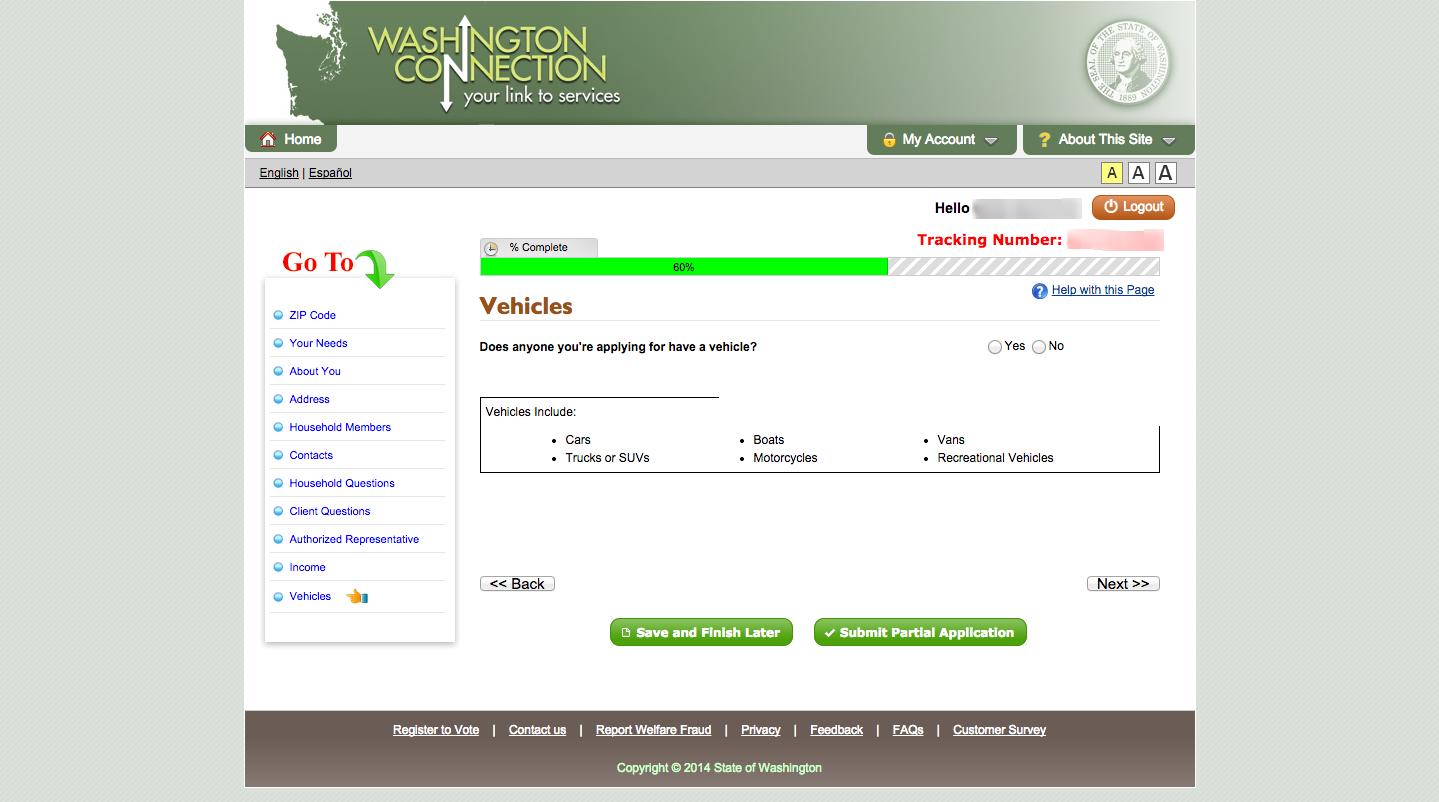 WASHINGTON
CONNECTION
your link to services
THE SEAL OF THE STATE OF WASHINGTON
1889
Home
My Account
? About This Site
English | Español
A A A
Hello
Logout
Tracking Number:
% Complete
60%
? Help with this Page
Go To
ZIP Code
Your Needs
About You
Address
Household Members
Contacts
Household Questions
Client Questions
Authorized Representative
Income
Vehicles
Vehicles
Does anyone you're applying for have a vehicle?
Yes No
Vehicles Include:
• Cars
• Trucks or SUVs
• Boats
• Motorcycles
• Vans
• Recreational Vehicles
<< Back
Next >>
Save and Finish Later
Submit Partial Application
Register to Vote | Contact us | Report Welfare Fraud | Privacy | Feedback | FAQs | Customer Survey
Copyright © 2014 State of Washington